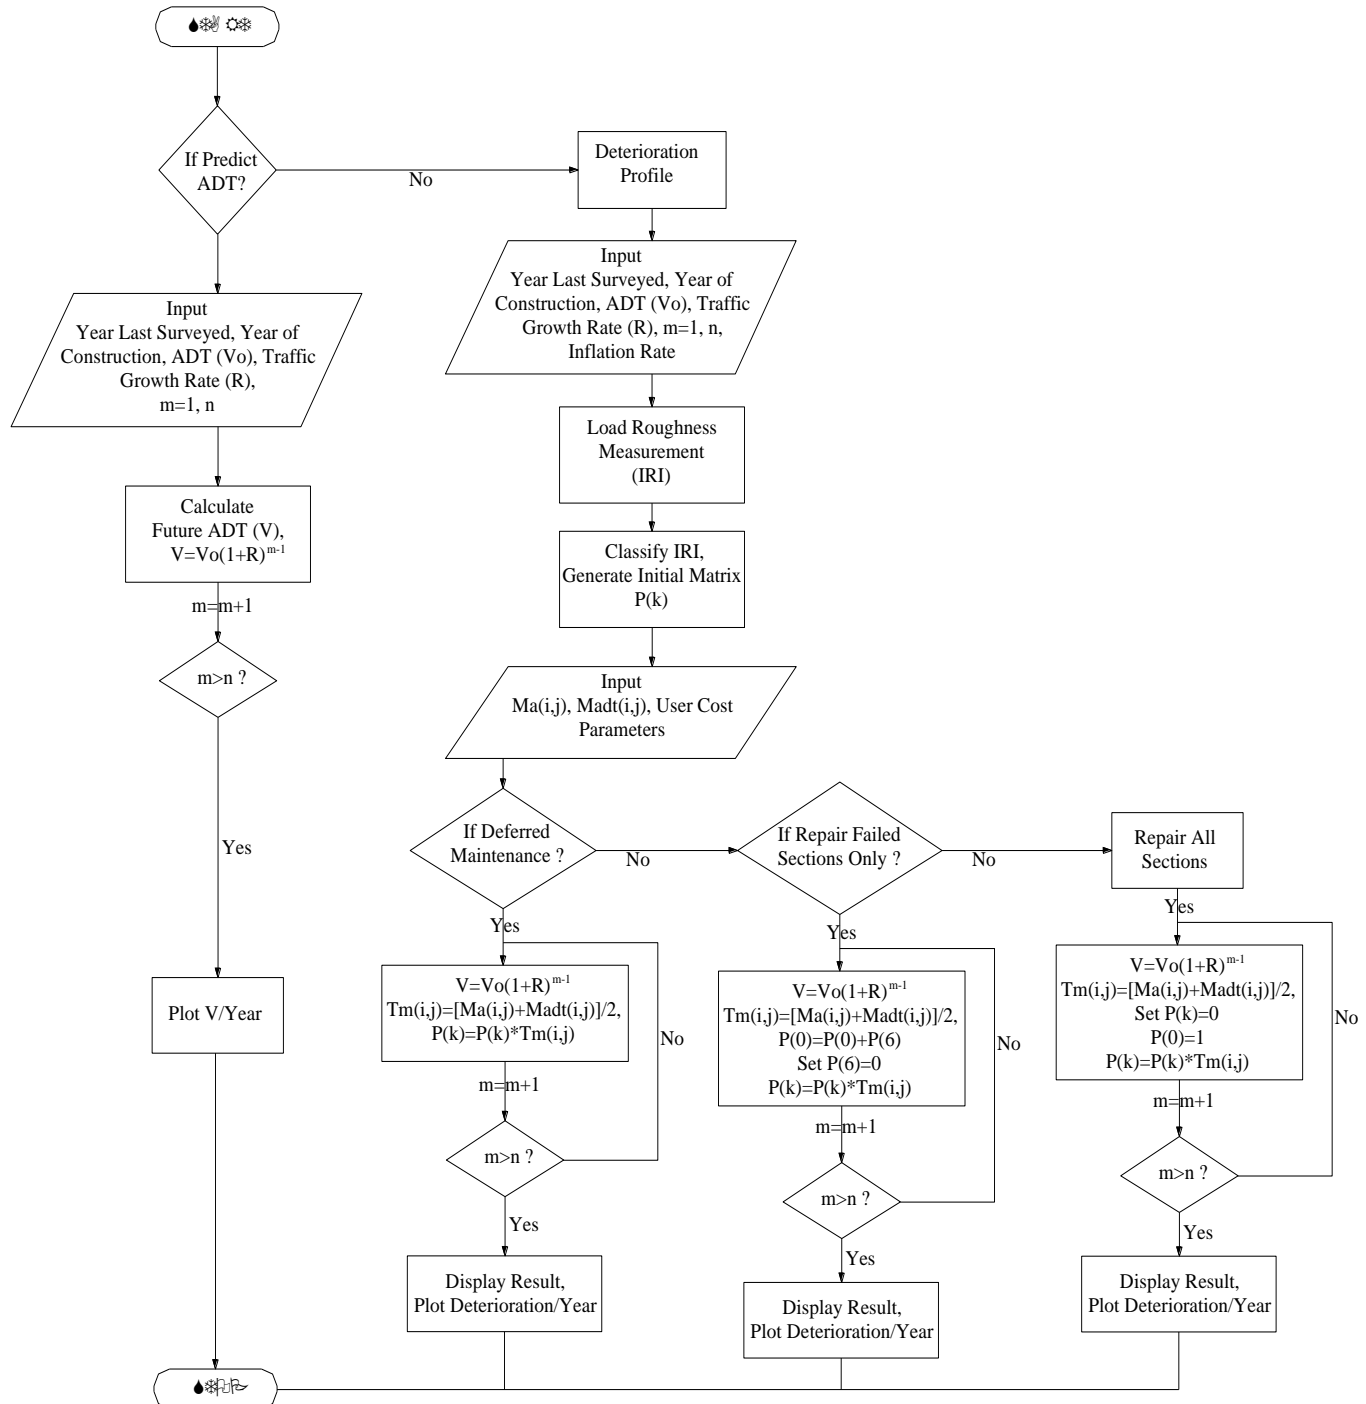 If Predict
ADT?
No
Deterioration
Profile
Input
Year Last Surveyed, Year of
Construction, ADT (Vo), Traffic
Growth Rate (R),
m=1, n
Input
Year Last Surveyed, Year of
Construction, ADT (Vo), Traffic
Growth Rate (R), m=1, n,
Inflation Rate
Load Roughness
Measurement
(IRI)
Calculate
Future ADT (V),
V=Vo(1+R)^m-1
m=m+1
m>n ?
Yes
Plot V/Year
Classify IRI,
Generate Initial Matrix
P(k)
Input
Ma(i,j), Madt(i,j), User Cost
Parameters
If Deferred
Maintenance ?
No
If Repair Failed
Sections Only ?
No
Repair All
Sections
Yes
V=Vo(1+R)^m-1
Tm(i,j)=[Ma(i,j)+Madt(i,j)]/2,
P(k)=P(k)*Tm(i,j)
No
m=m+1
m>n ?
Yes
Display Result,
Plot Deterioration/Year
Yes
V=Vo(1+R)^m-1
Tm(i,j)=[Ma(i,j)+Madt(i,j)]/2,
P(0)=P(0)+P(6)
Set P(6)=0
P(k)=P(k)*Tm(i,j)
No
m=m+1
m>n ?
Yes
Display Result,
Plot Deterioration/Year
Yes
V=Vo(1+R)^m-1
Tm(i,j)=[Ma(i,j)+Madt(i,j)]/2,
Set P(k)=0
P(0)=1
P(k)=P(k)*Tm(i,j)
No
m=m+1
m>n ?
Yes
Display Result,
Plot Deterioration/Year